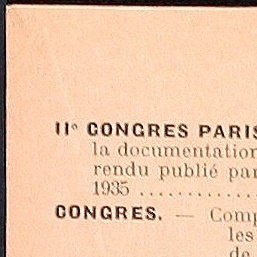 IIe CONGRES PARIS
la documentation
rendu publié par
1935 ............
CONGRES. — Comp
les
de